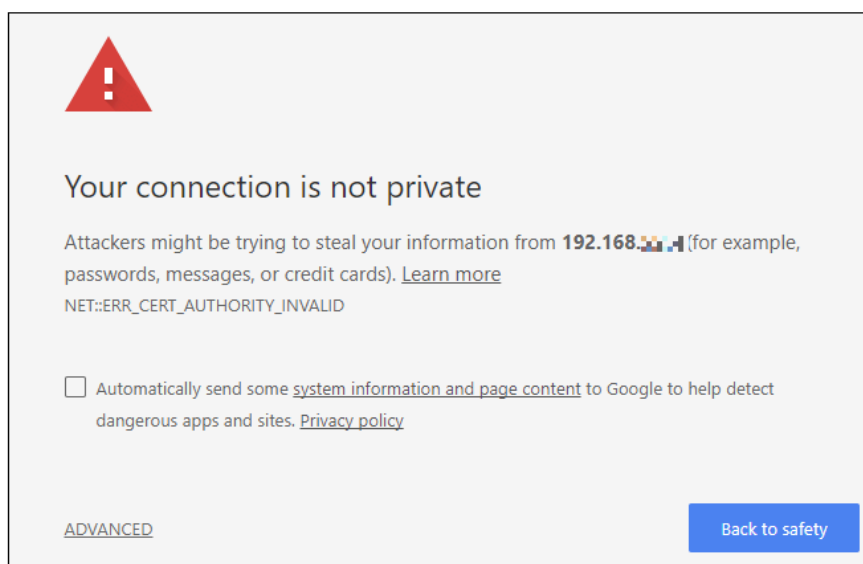 Your connection is not private
Attackers might be trying to steal your information from 192.168. (for example,
passwords, messages, or credit cards). Learn more
NET::ERR_CERT_AUTHORITY_INVALID
Automatically send some system information and page content to Google to help detect
dangerous apps and sites. Privacy policy
ADVANCED
Back to safety